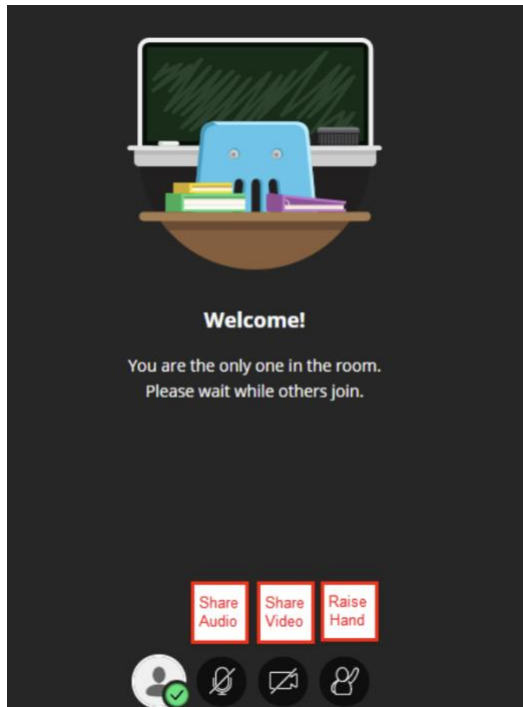 Welcome!
You are the only one in the room.
Please wait while others join.
Share Audio
Share Video
Raise Hand